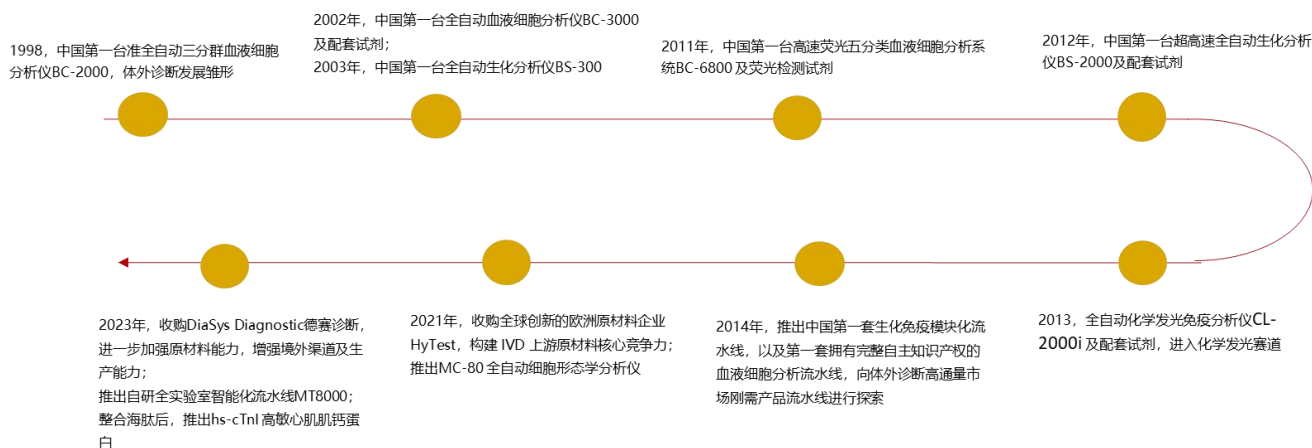 1998，中国第一台准全自动三分群血液细胞
分析仪BC-2000，体外诊断发展雏形
2002年，中国第一台全自动血液细胞分析仪BC-3000
及配套试剂；
2003年，中国第一台全自动生化分析仪BS-300
2011年，中国第一台高速荧光五分类血液细胞分析系
统BC-6800 及荧光检测试剂
2012年，中国第一台超高速全自动生化分析
仪BS-2000及配套试剂
2013，全自动化学发光免疫分析仪CL-
2000i 及配套试剂，进入化学发光赛道
2014年，推出中国第一套生化免疫模块化流
水线，以及第一套拥有完整自主知识产权的
血液细胞分析流水线，向体外诊断高通量市
场刚需产品流水线进行探索
2021年，收购全球创新的欧洲原材料企业
HyTest，构建 IVD 上游原材料核心竞争力；
推出MC-80 全自动细胞形态学分析仪
2023年，收购DiaSys Diagnostic德赛诊断，
进一步加强原材料能力，增强境外渠道及生
产能力；
推出自研全实验室智能化流水线MT8000；
整合海肽后，推出hs-cTnI 高敏心肌肌钙蛋
白